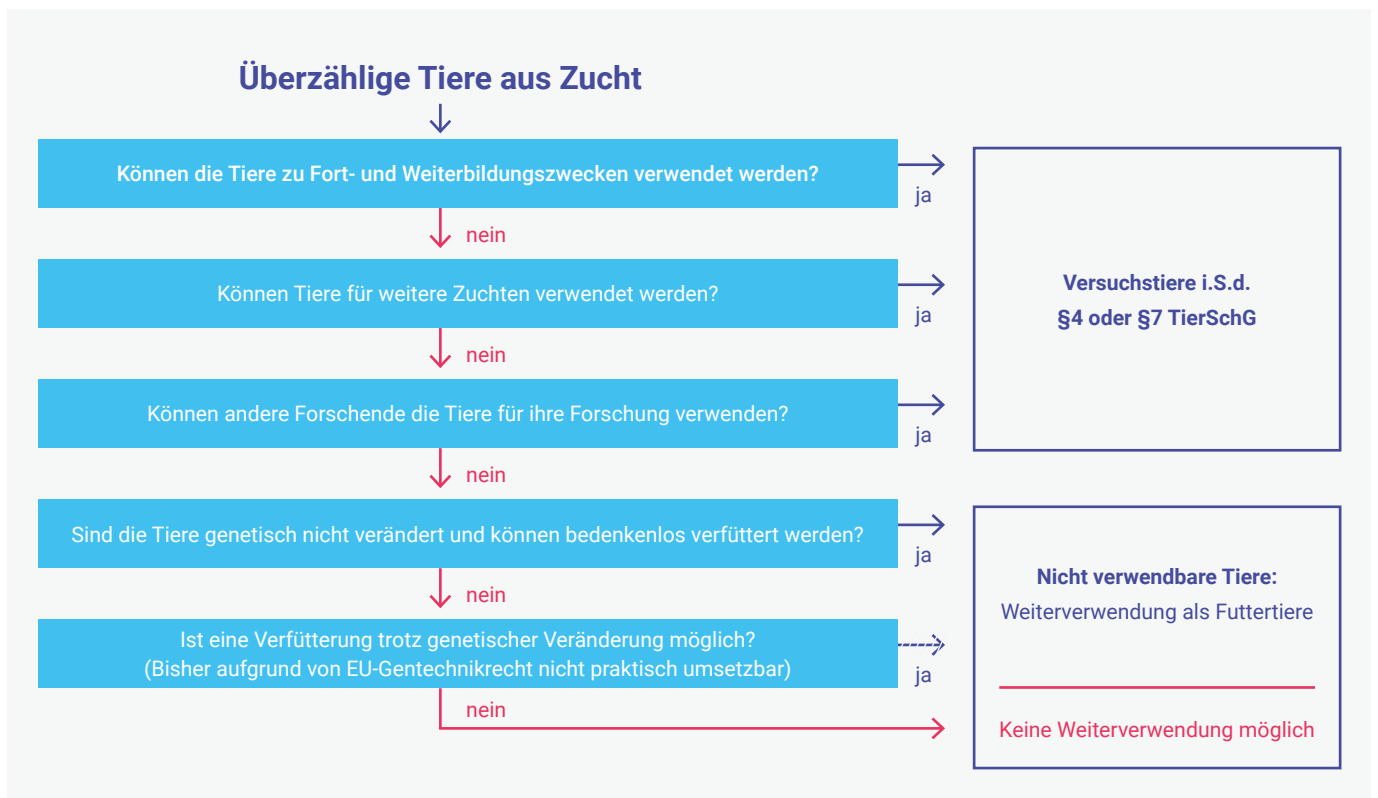 Überzählige Tiere aus Zucht
Können die Tiere zu Fort- und Weiterbildungszwecken verwendet werden?
ja
nein
Können Tiere für weitere Zuchten verwendet werden?
ja
nein
Können andere Forschende die Tiere für ihre Forschung verwenden?
ja
nein
Versuchstiere i.S.d.
§4 oder §7 TierSchG
Sind die Tiere genetisch nicht verändert und können bedenkenlos verfüttert werden?
ja
nein
Ist eine Verfütterung trotz genetischer Veränderung möglich?
(Bisher aufgrund von EU-Gentechnikrecht nicht praktisch umsetzbar)
ja
nein
Nicht verwendbare Tiere:
Weiterverwendung als Futtertiere
Keine Weiterverwendung möglich